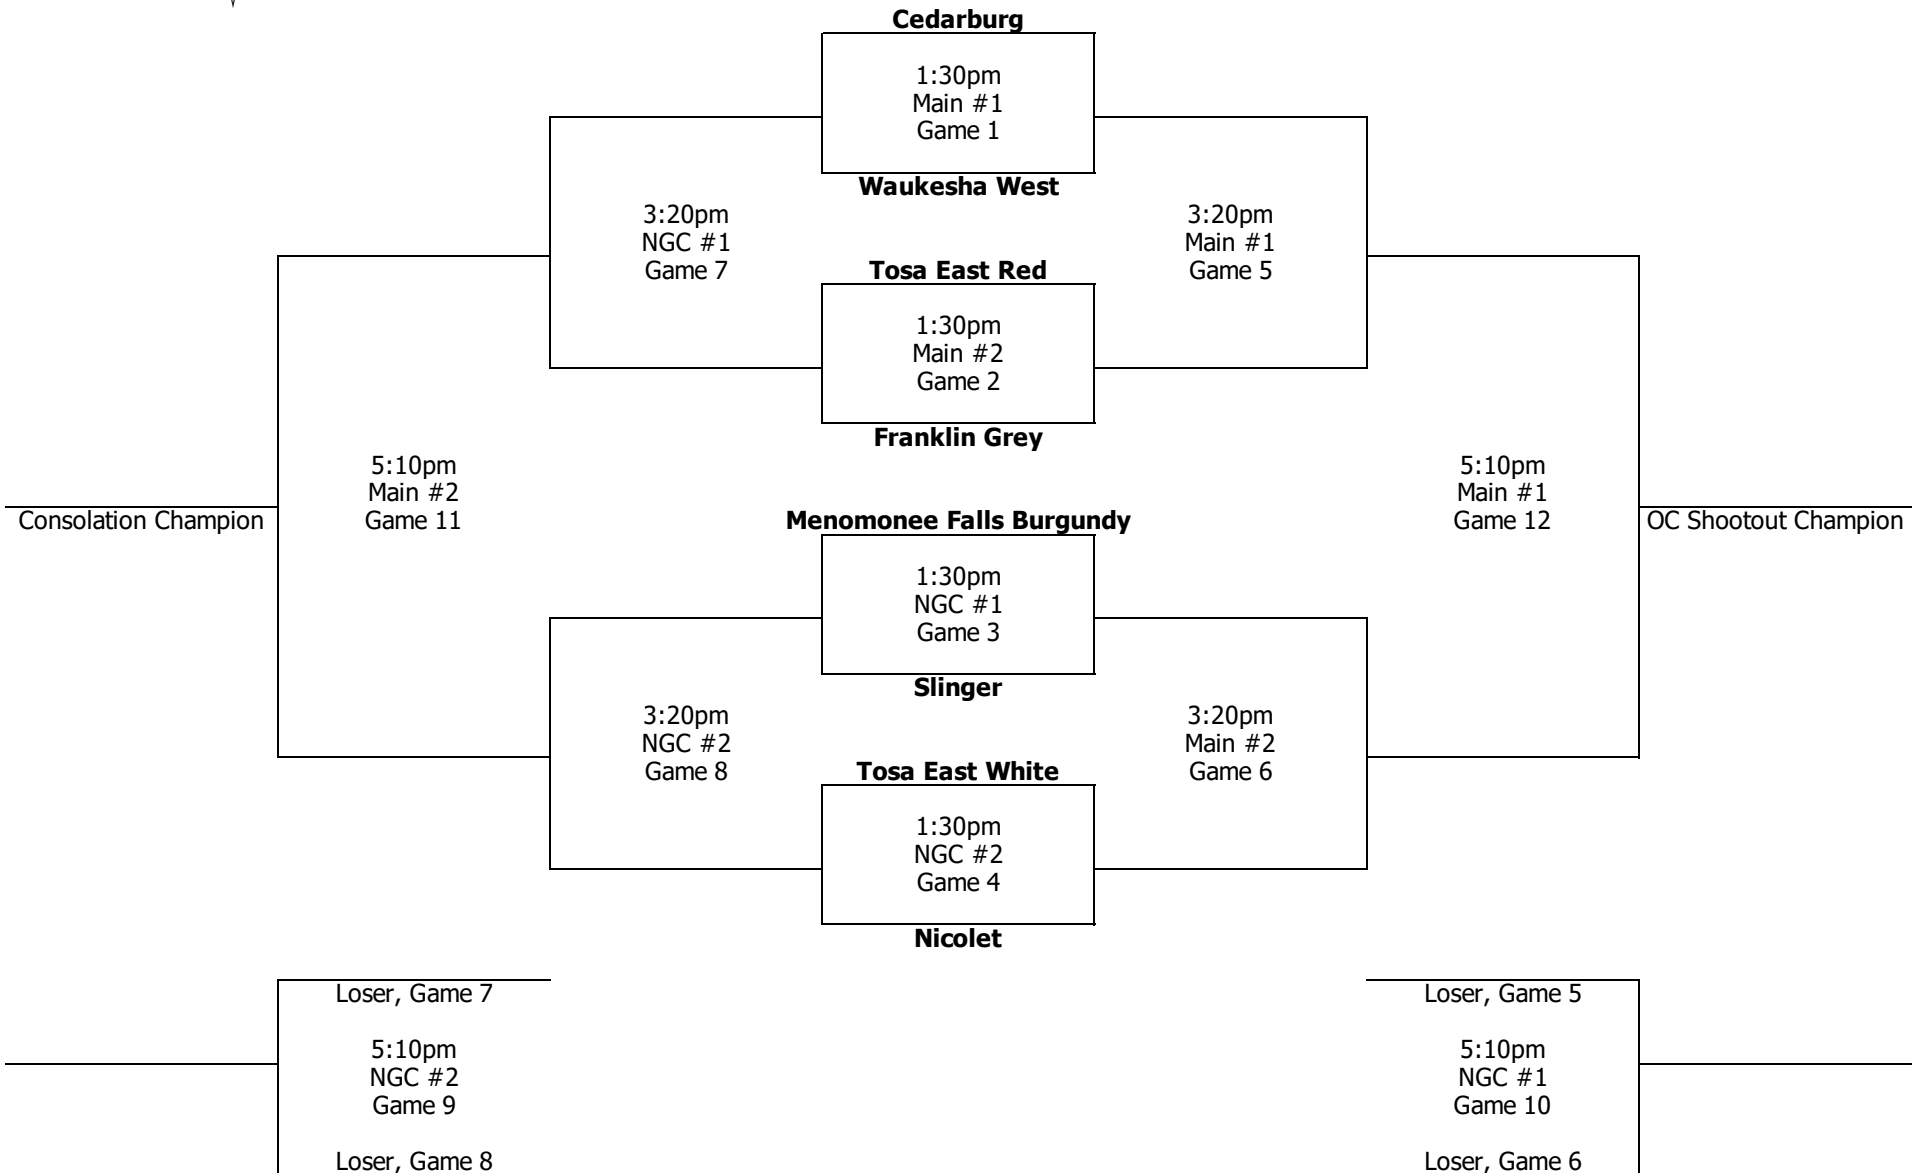 Cedarburg
1:30pm
Main #1
Game 1
Waukesha West
3:20pm
NGC #1
Game 7
3:20pm
Main #1
Game 5
Tosa East Red
1:30pm
Main #2
Game 2
Franklin Grey
5:10pm
Main #2
Game 11
5:10pm
Main #1
Game 12
Consolation Champion
OC Shootout Champion
Menomonee Falls Burgundy
1:30pm
NGC #1
Game 3
Slinger
3:20pm
NGC #2
Game 8
3:20pm
Main #2
Game 6
Tosa East White
1:30pm
NGC #2
Game 4
Nicolet
Loser, Game 7
5:10pm
NGC #2
Game 9
Loser, Game 8
Loser, Game 5
5:10pm
NGC #1
Game 10
Loser, Game 6